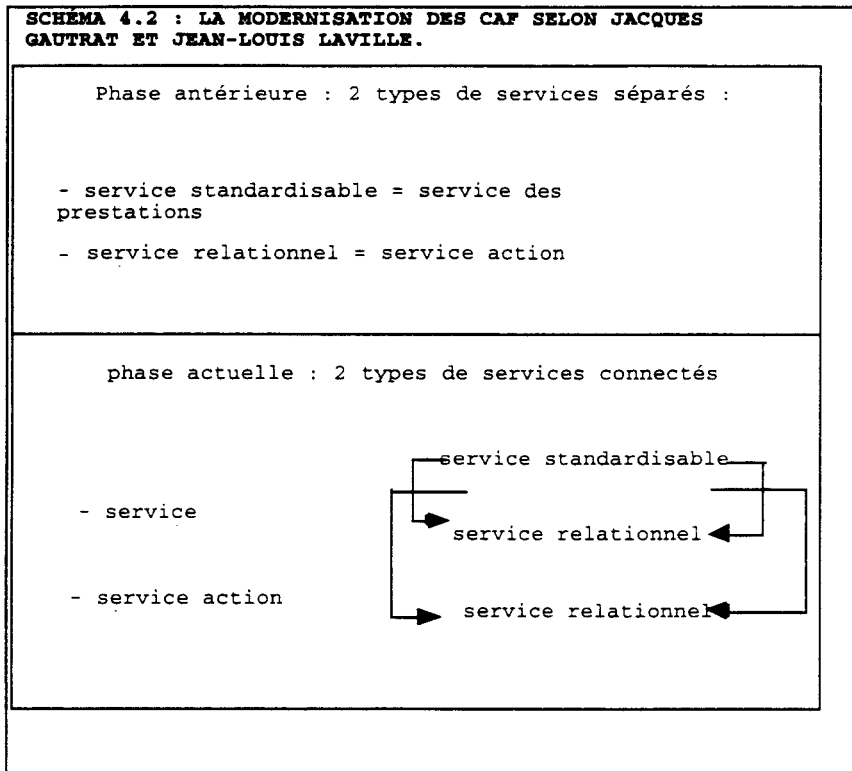 SCHÉMA 4.2 : LA MODERNISATION DES CAF SELON JACQUES
GAUTRAT ET JEAN-LOUIS LAVILLE.
Phase antérieure : 2 types de services séparés :
- service standardisable = service des
prestations
- service relationnel = service action
phase actuelle : 2 types de services connectés
service standardisable
- service
service relationnel
- service action
service relationnel